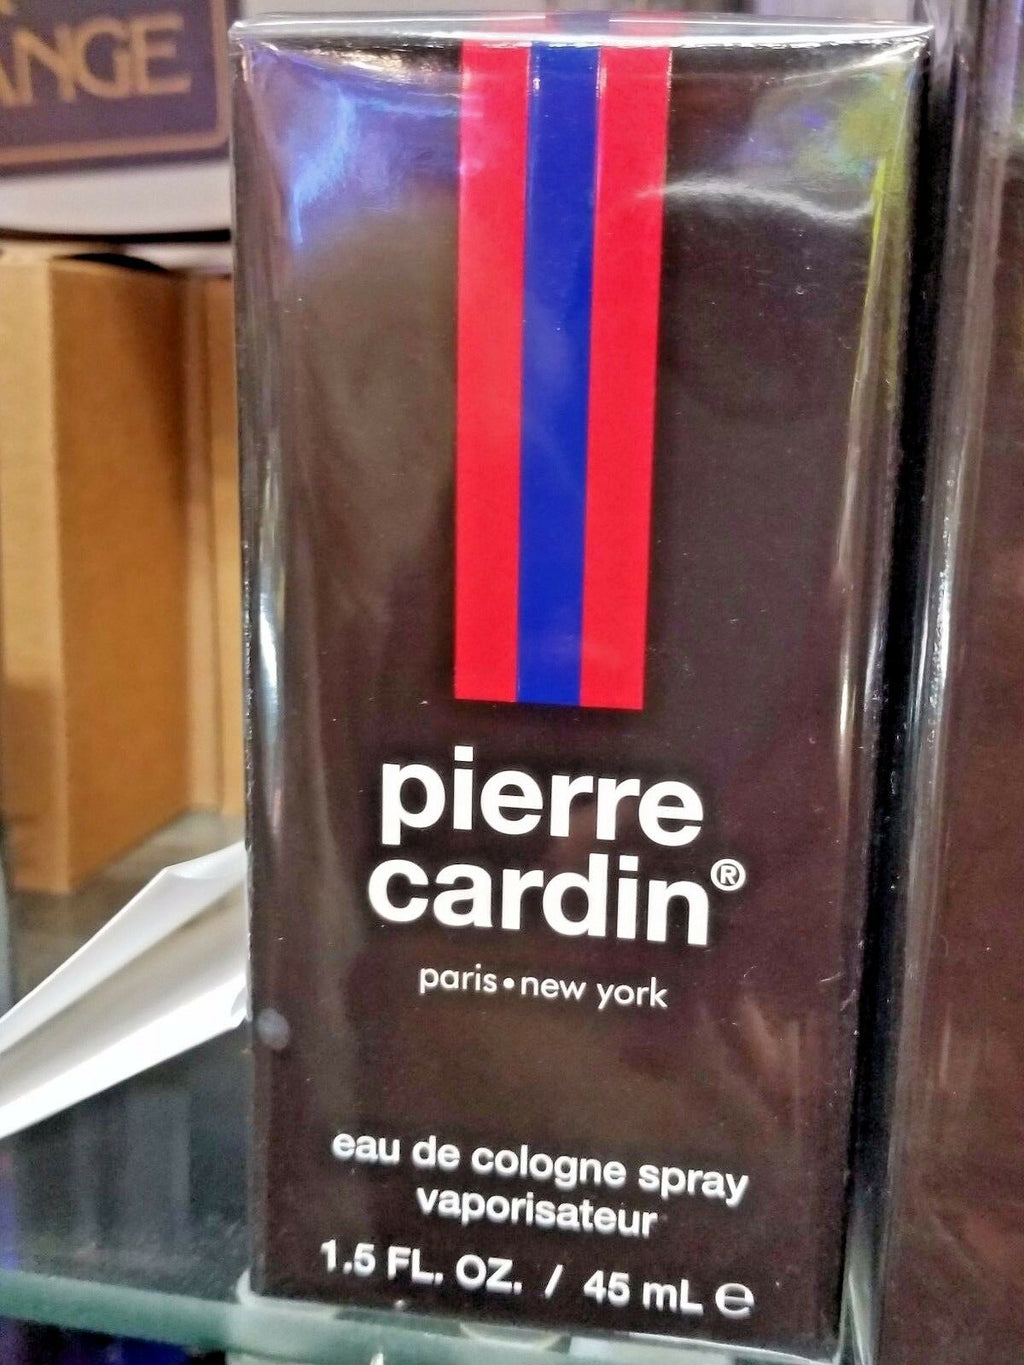 ANGE
pierre
cardin®
paris•new york
eau de cologne spray
vaporisateur
1.5 FL. OZ. / 45 mL ℮